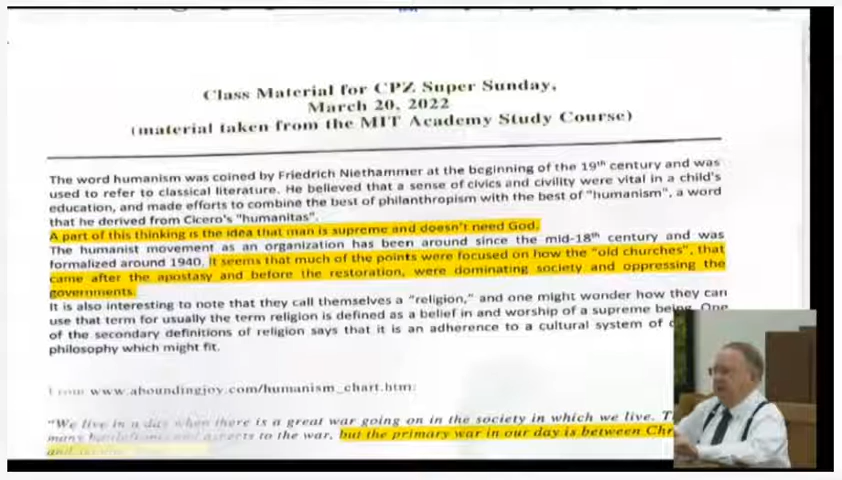 Class Material for CPZ Super Sunday,
March 20, 2022
(material taken from the MIT Academy Study Course)
The word humanism was coined by Friedrich Niethammer at the beginning of the 19th century and was
used to refer to classical literature. He believed that a sense of civics and civility were vital in a child's
education, and made efforts to combine the best of philanthropism with the best of "humanism", a word
that he derived from Cicero's "humanitas".
A part of this thinking is the idea that man is supreme and doesn't need God.
The humanist movement as an organization has been around since the mid-18th century and was
formalized around 1940. It seems that much of the points were focused on how the "old churches", that
came after the apostasy and before the restoration, were dominating society and oppressing the
governments.
It is also interesting to note that they call themselves a "religion," and one might wonder how they can
use that term for usually the term religion is defined as a belief in and worship of a supreme being. One
of the secondary definitions of religion says that it is an adherence to a cultural system of
philosophy which might fit.
From www.aboundingjoy.com/humanism_chart.htm:
"We live in a day when there is a great war going on in the society in which we live.
many battlefronts and aspects to the war, but the primary war in our day is between